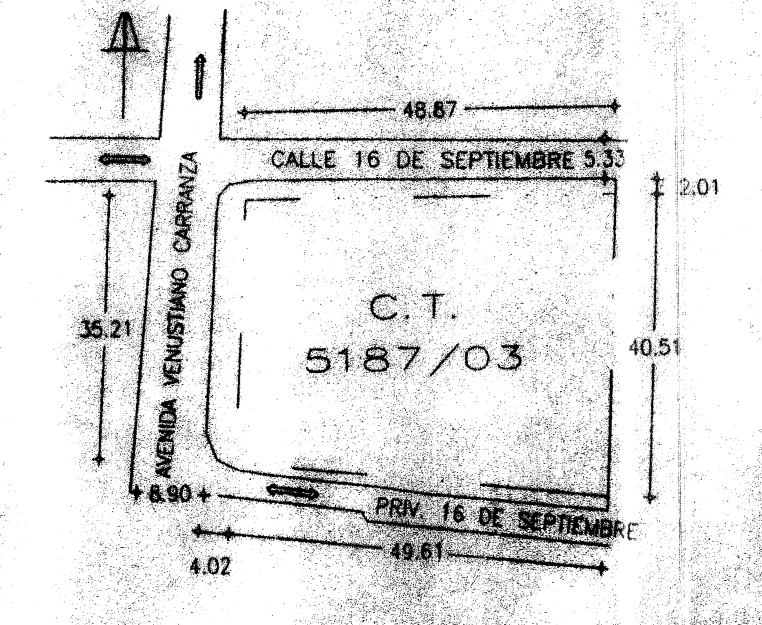 48.87
CALLE 16 DE SEPTIEMBRE 5.33
2.01
AVENIDA VENUSTIANO CARRANZA
35.21
C. T.
5187/03
40.51
8.90
PRIV. 16 DE SEPTIEMBRE
49.61
4.02